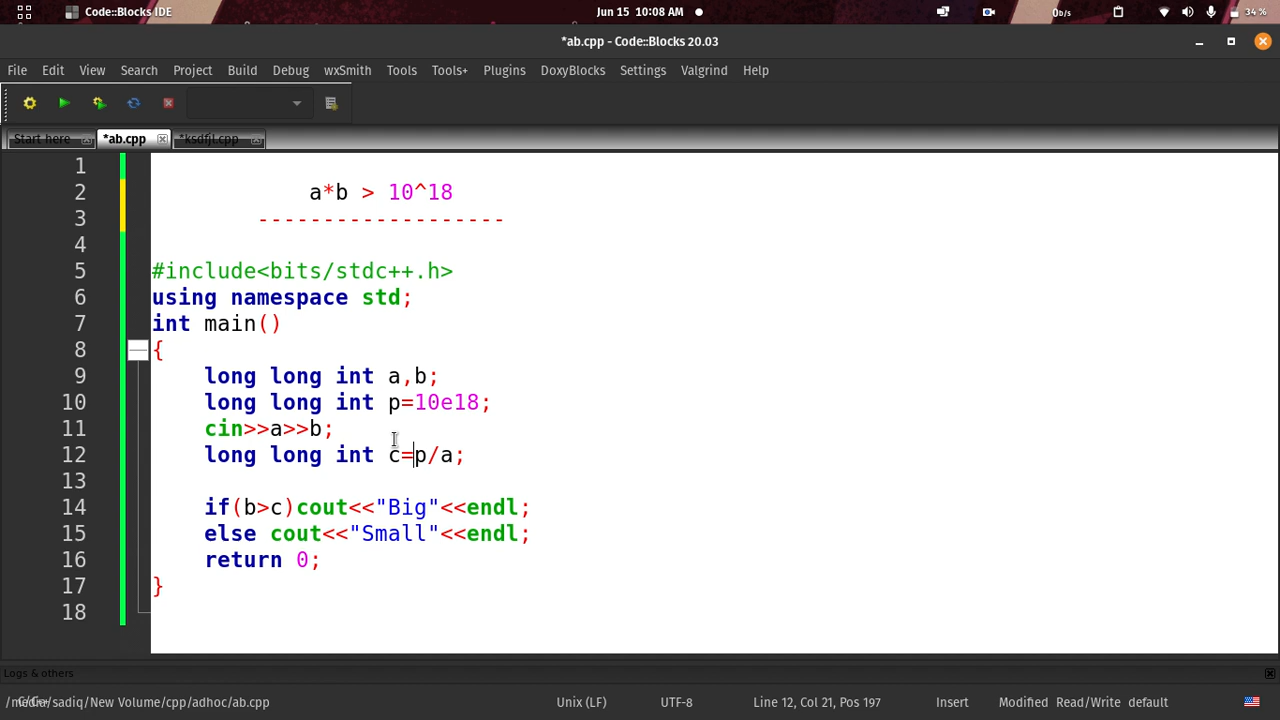 Code::Blocks IDE
Jun 15 10:08 AM
0b/s
34 %
*ab.cpp - Code::Blocks 20.03
File Edit View Search Project Build Debug wxSmith Tools Tools+ Plugins DoxyBlocks Settings Valgrind Help
Start here *ab.cpp *ksdfjl.cpp
1
2 a*b > 10^18
3 -------------------
4
5 #include<bits/stdc++.h>
6 using namespace std;
7 int main()
8 {
9 long long int a,b;
10 long long int p=10e18;
11 cin>>a>>b;
12 long long int c=p/a;
13
14 if(b>c)cout<<"Big"<<endl;
15 else cout<<"Small"<<endl;
16 return 0;
17 }
18
Logs & others
/sadiq/New Volume/cpp/adhoc/ab.cpp Unix (LF) UTF-8 Line 12, Col 21, Pos 197 Insert Modified Read/Write default